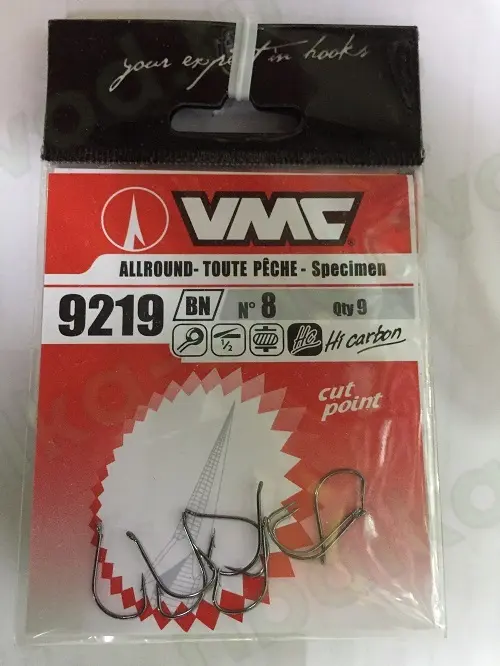 your expert in hooks
VMC®
ALLROUND- TOUTE PÊCHE - Specimen
9219 BN N° 8 Qty 9
1/2 HC Hi carbon
cut
point